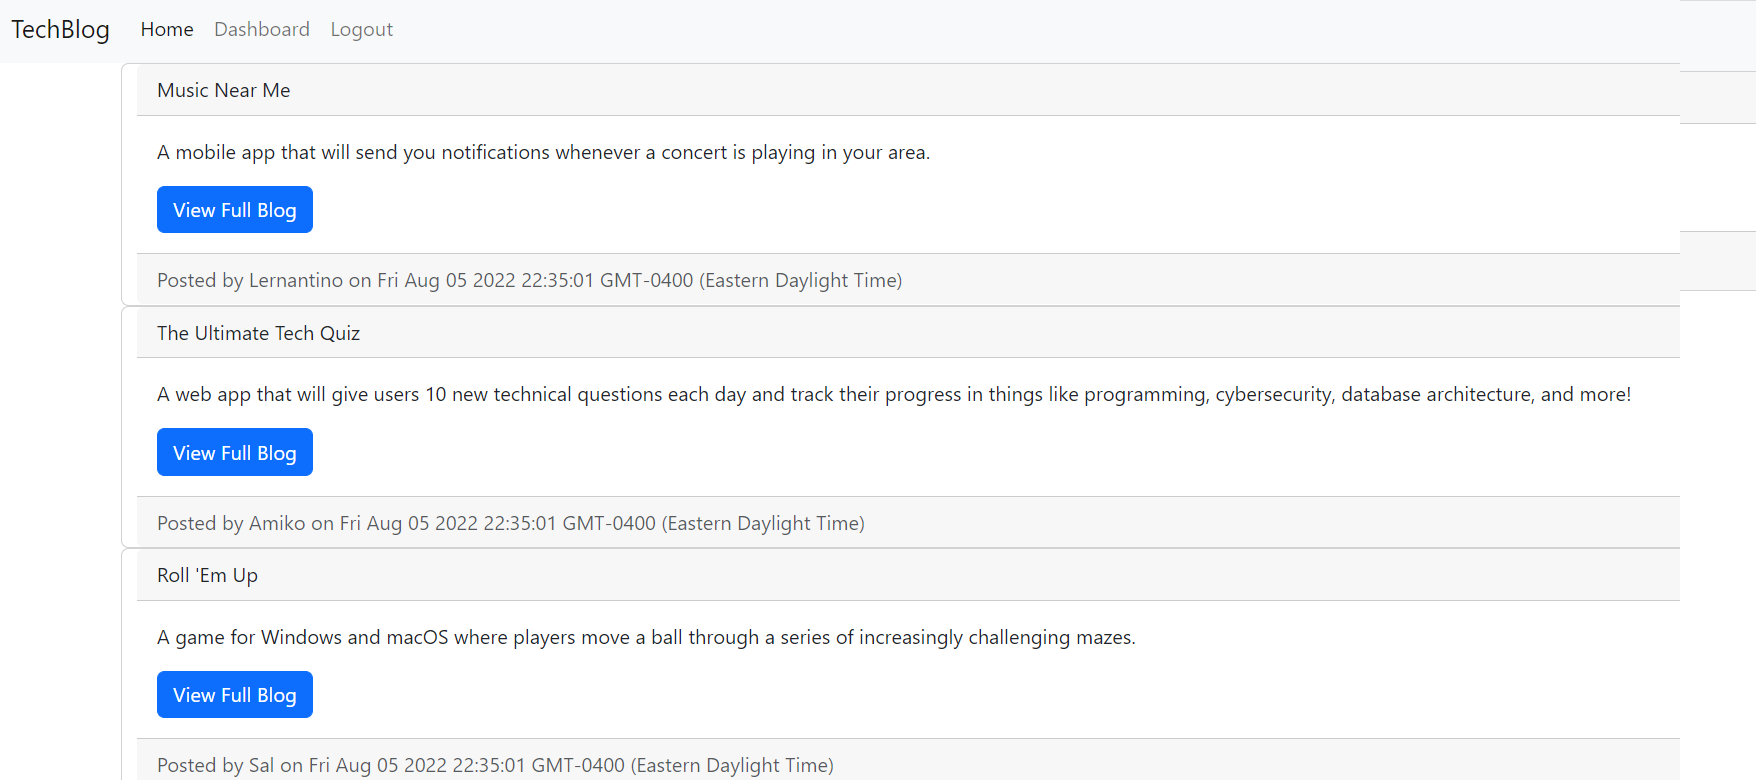 TechBlog Home Dashboard Logout
Music Near Me
A mobile app that will send you notifications whenever a concert is playing in your area.
View Full Blog
Posted by Lernantino on Fri Aug 05 2022 22:35:01 GMT-0400 (Eastern Daylight Time)
The Ultimate Tech Quiz
A web app that will give users 10 new technical questions each day and track their progress in things like programming, cybersecurity, database architecture, and more!
View Full Blog
Posted by Amiko on Fri Aug 05 2022 22:35:01 GMT-0400 (Eastern Daylight Time)
Roll 'Em Up
A game for Windows and macOS where players move a ball through a series of increasingly challenging mazes.
View Full Blog
Posted by Sal on Fri Aug 05 2022 22:35:01 GMT-0400 (Eastern Daylight Time)